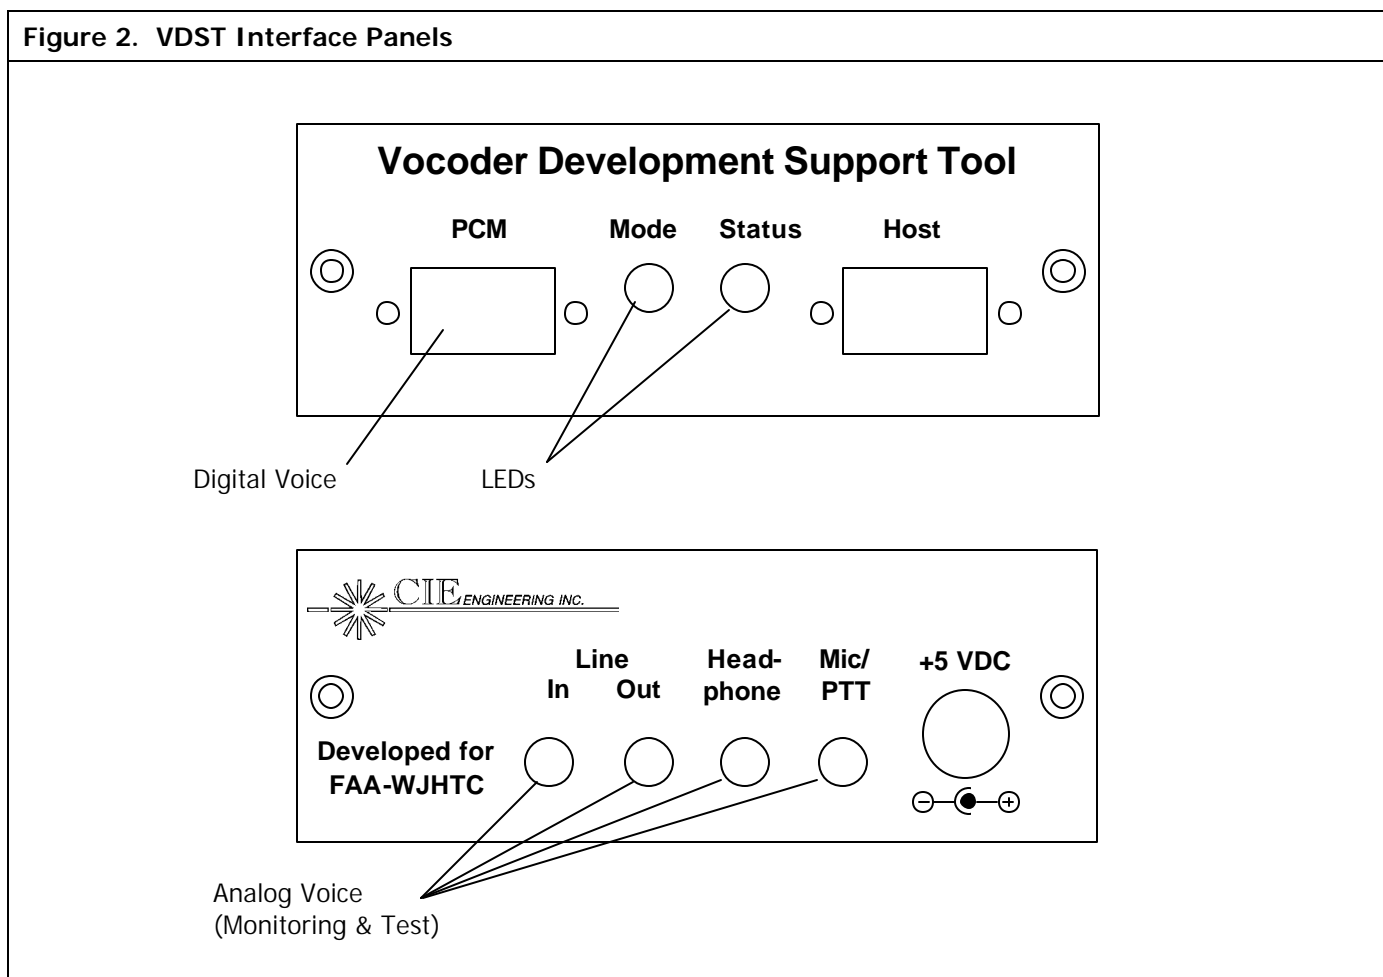 Figure 2. VDST Interface Panels
Vocoder Development Support Tool
PCM Mode Status Host
Digital Voice LEDs
CIE ENGINEERING INC.
Line Head- Mic/ +5 VDC
In Out phone PTT
Developed for
FAA-WJHTC
Analog Voice
(Monitoring & Test)